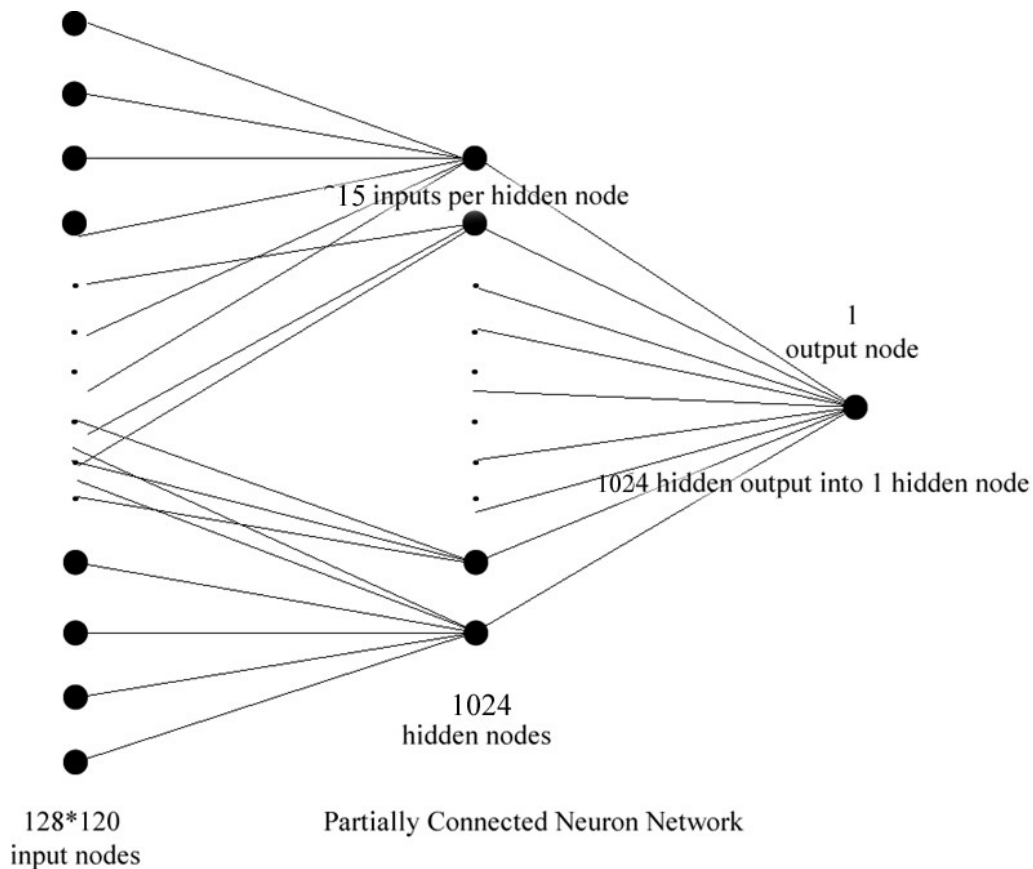 ~15 inputs per hidden node
1
output node
1024 hidden output into 1 hidden node
1024
hidden nodes
128*120
input nodes
Partially Connected Neuron Network